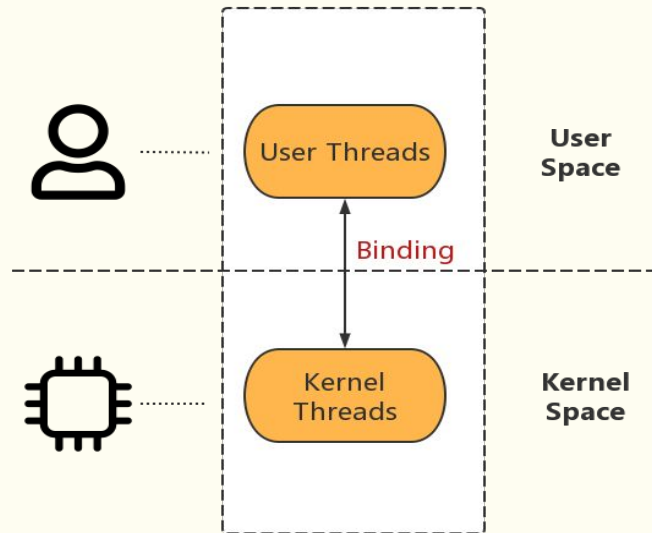 User Threads
User
Space
Binding
Kernel
Threads
Kernel
Space